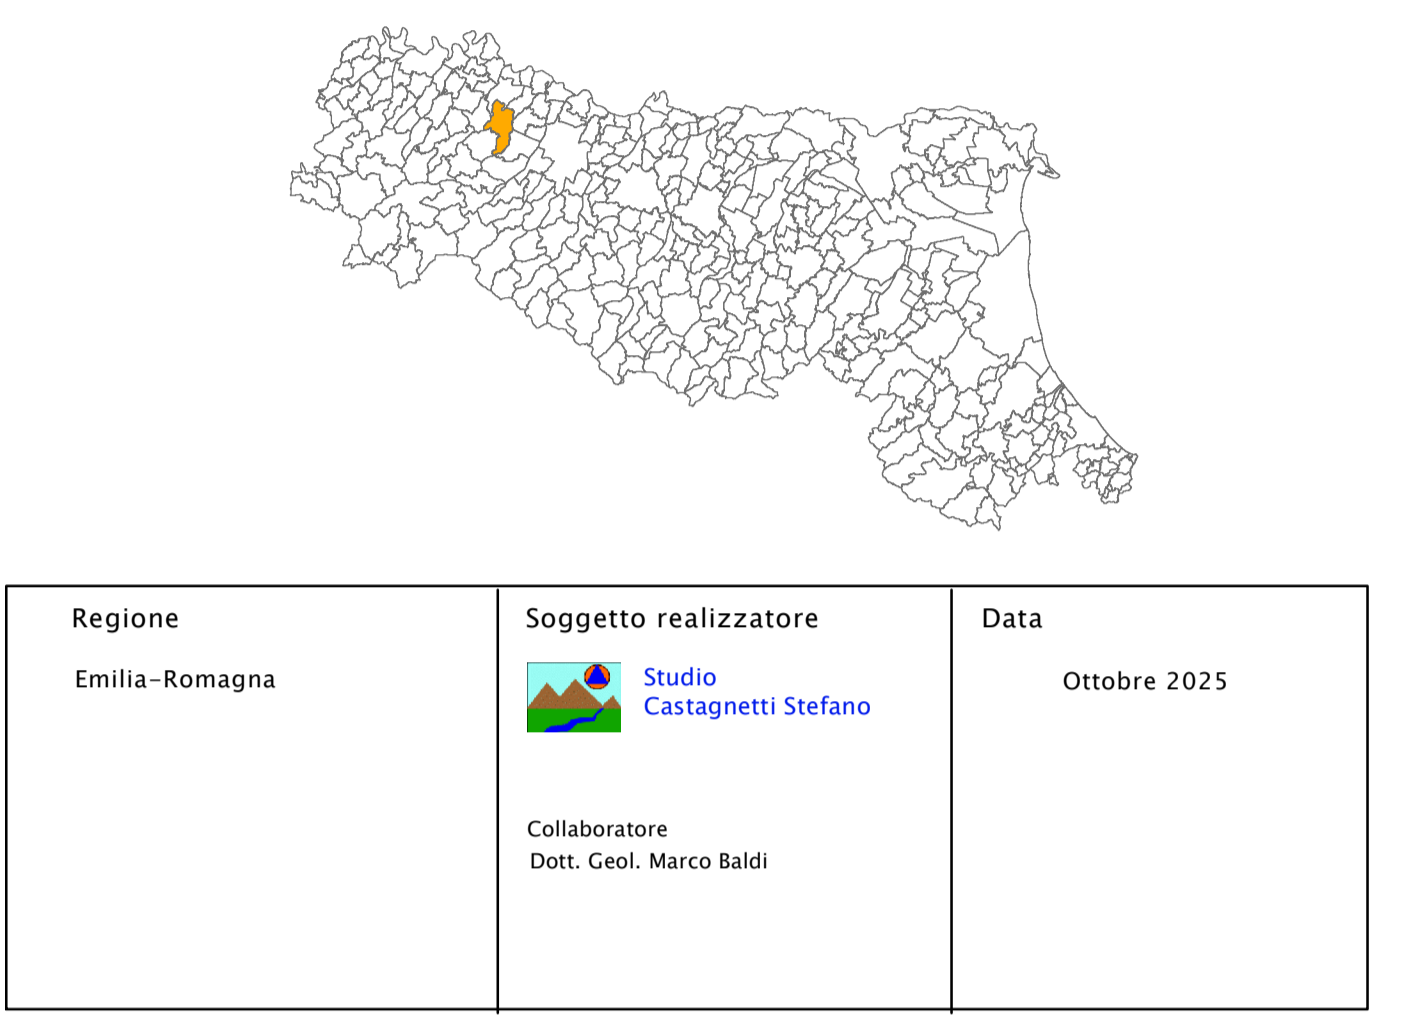 Regione
Emilia-Romagna
Soggetto realizzatore
Studio
Castagnetti Stefano
Collaboratore
Dott. Geol. Marco Baldi
Data
Ottobre 2025